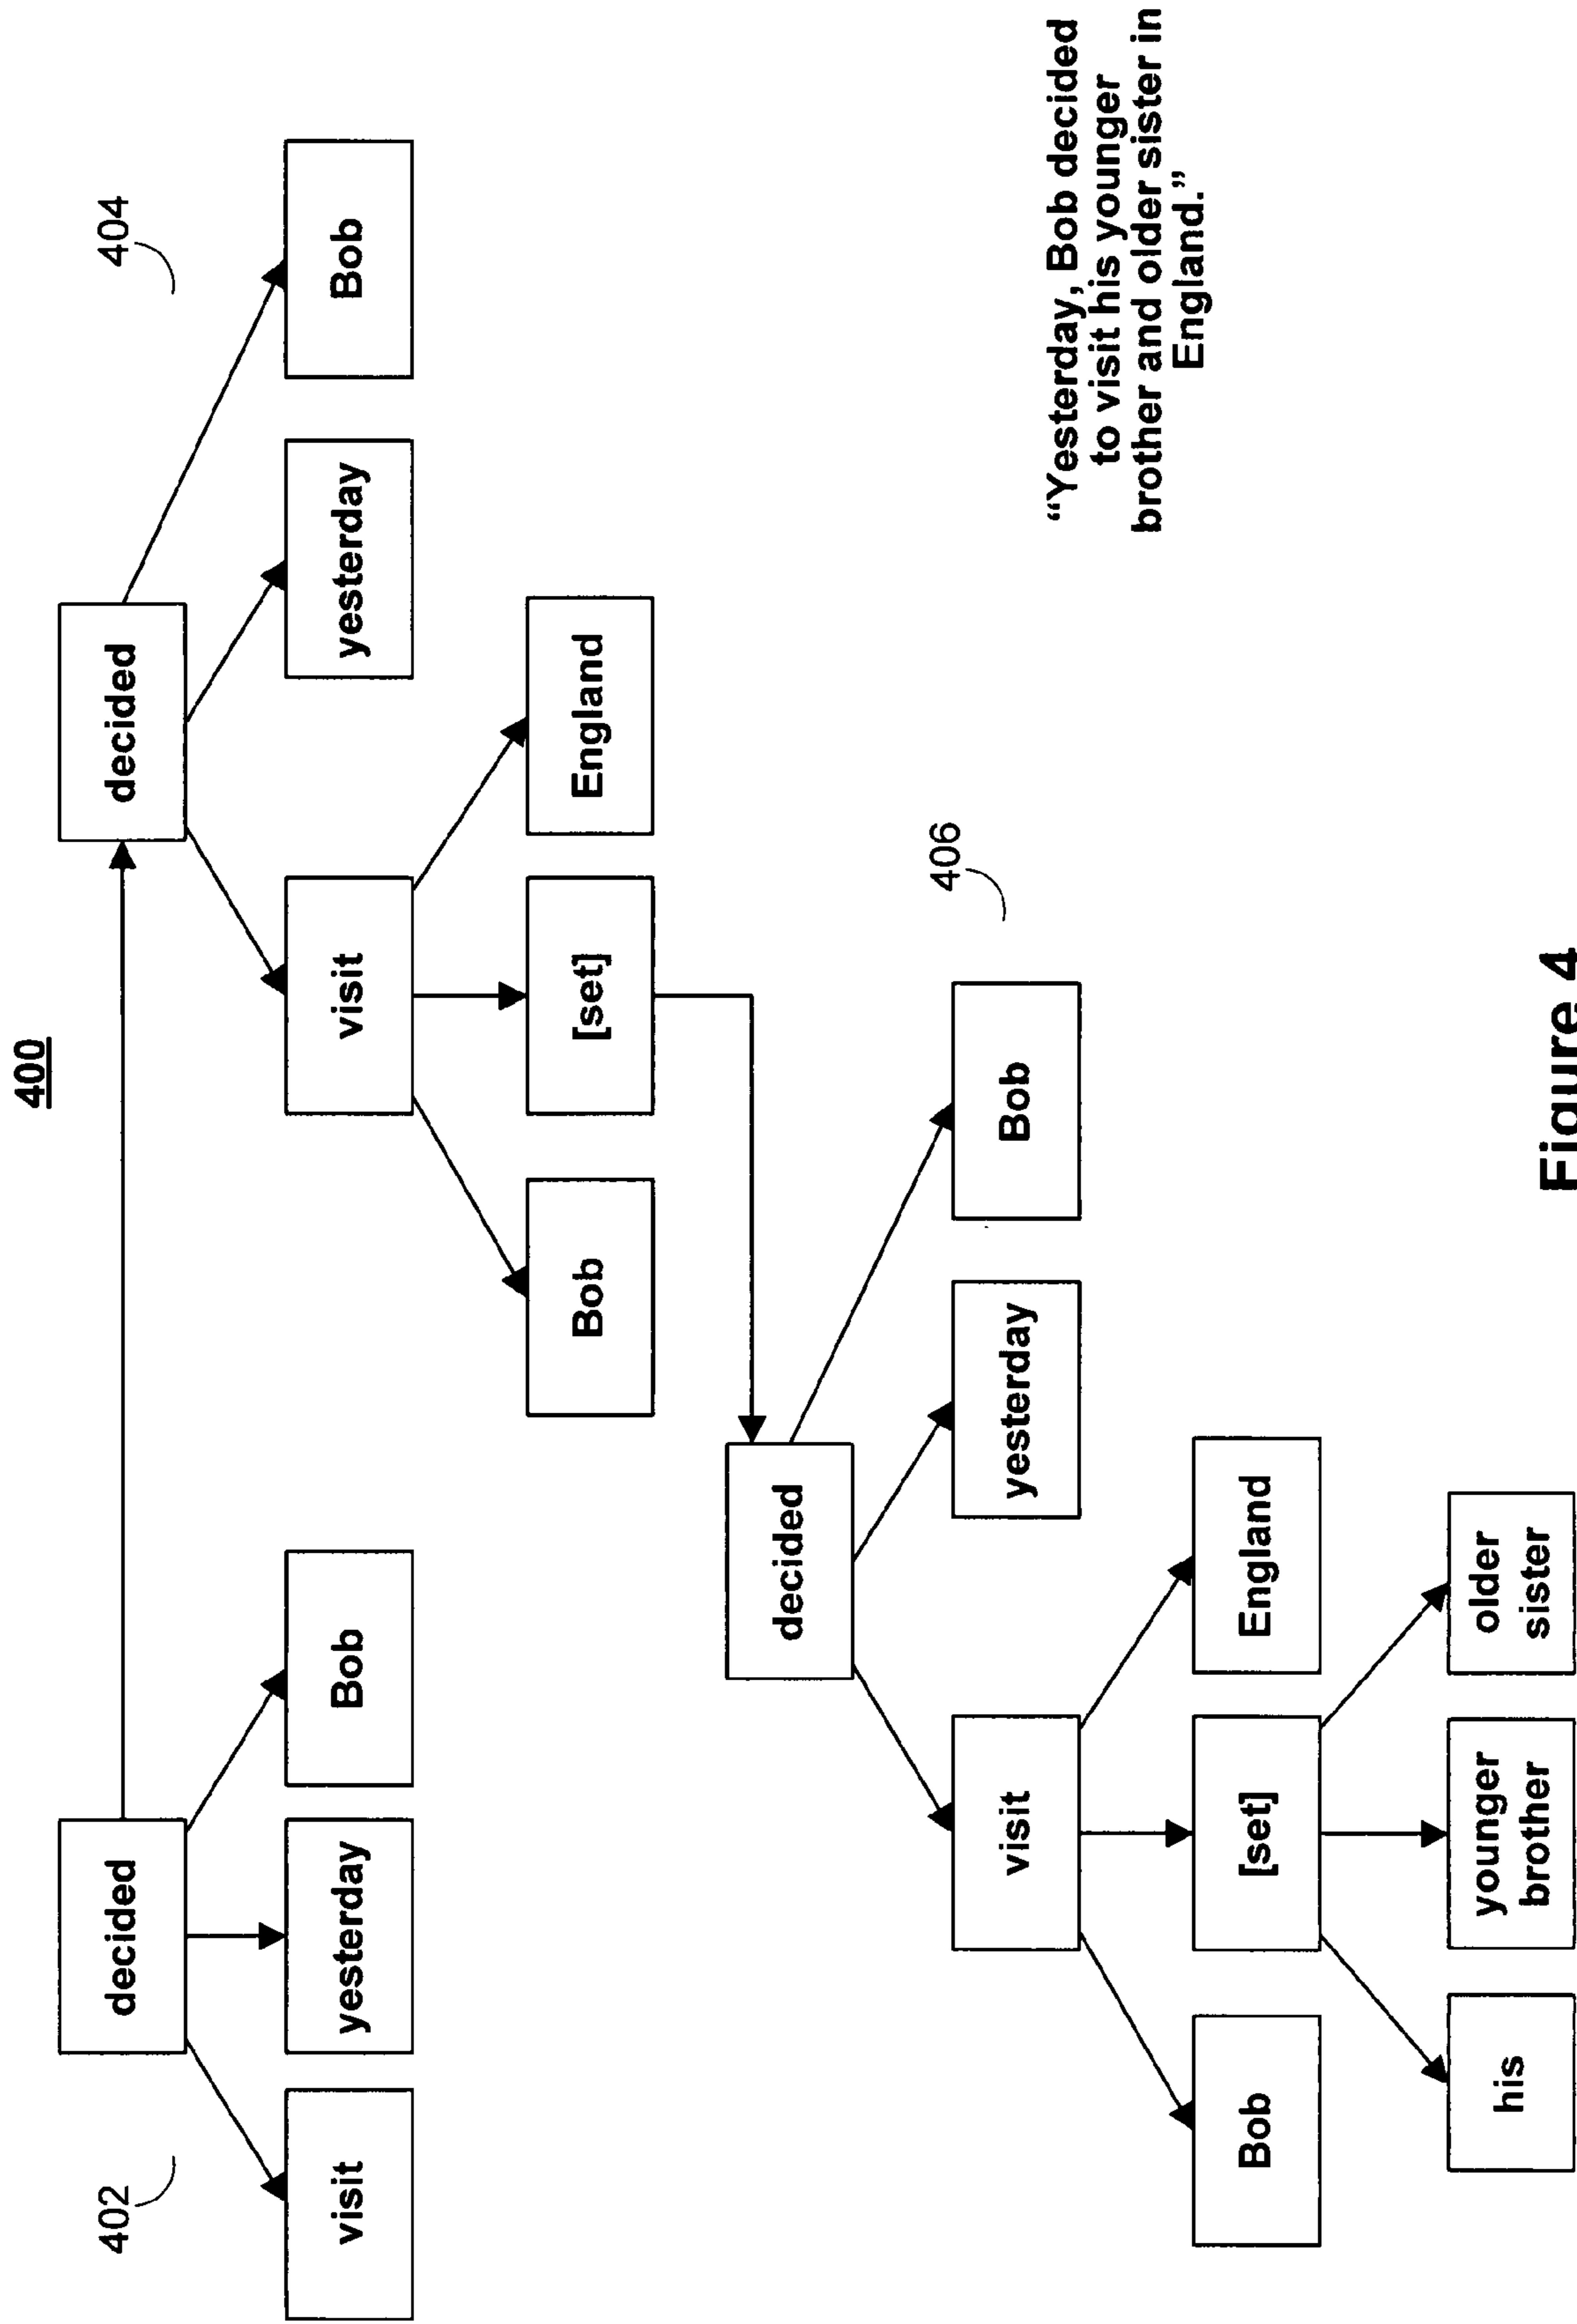 400
402
decided
visit
yesterday
Bob
404
decided
visit
yesterday
Bob
Bob
[set]
England
406
decided
visit
yesterday
Bob
Bob
[set]
England
his
younger
brother
older
sister
“Yesterday, Bob decided
to visit his younger
brother and older sister in
England.”
Figure 4